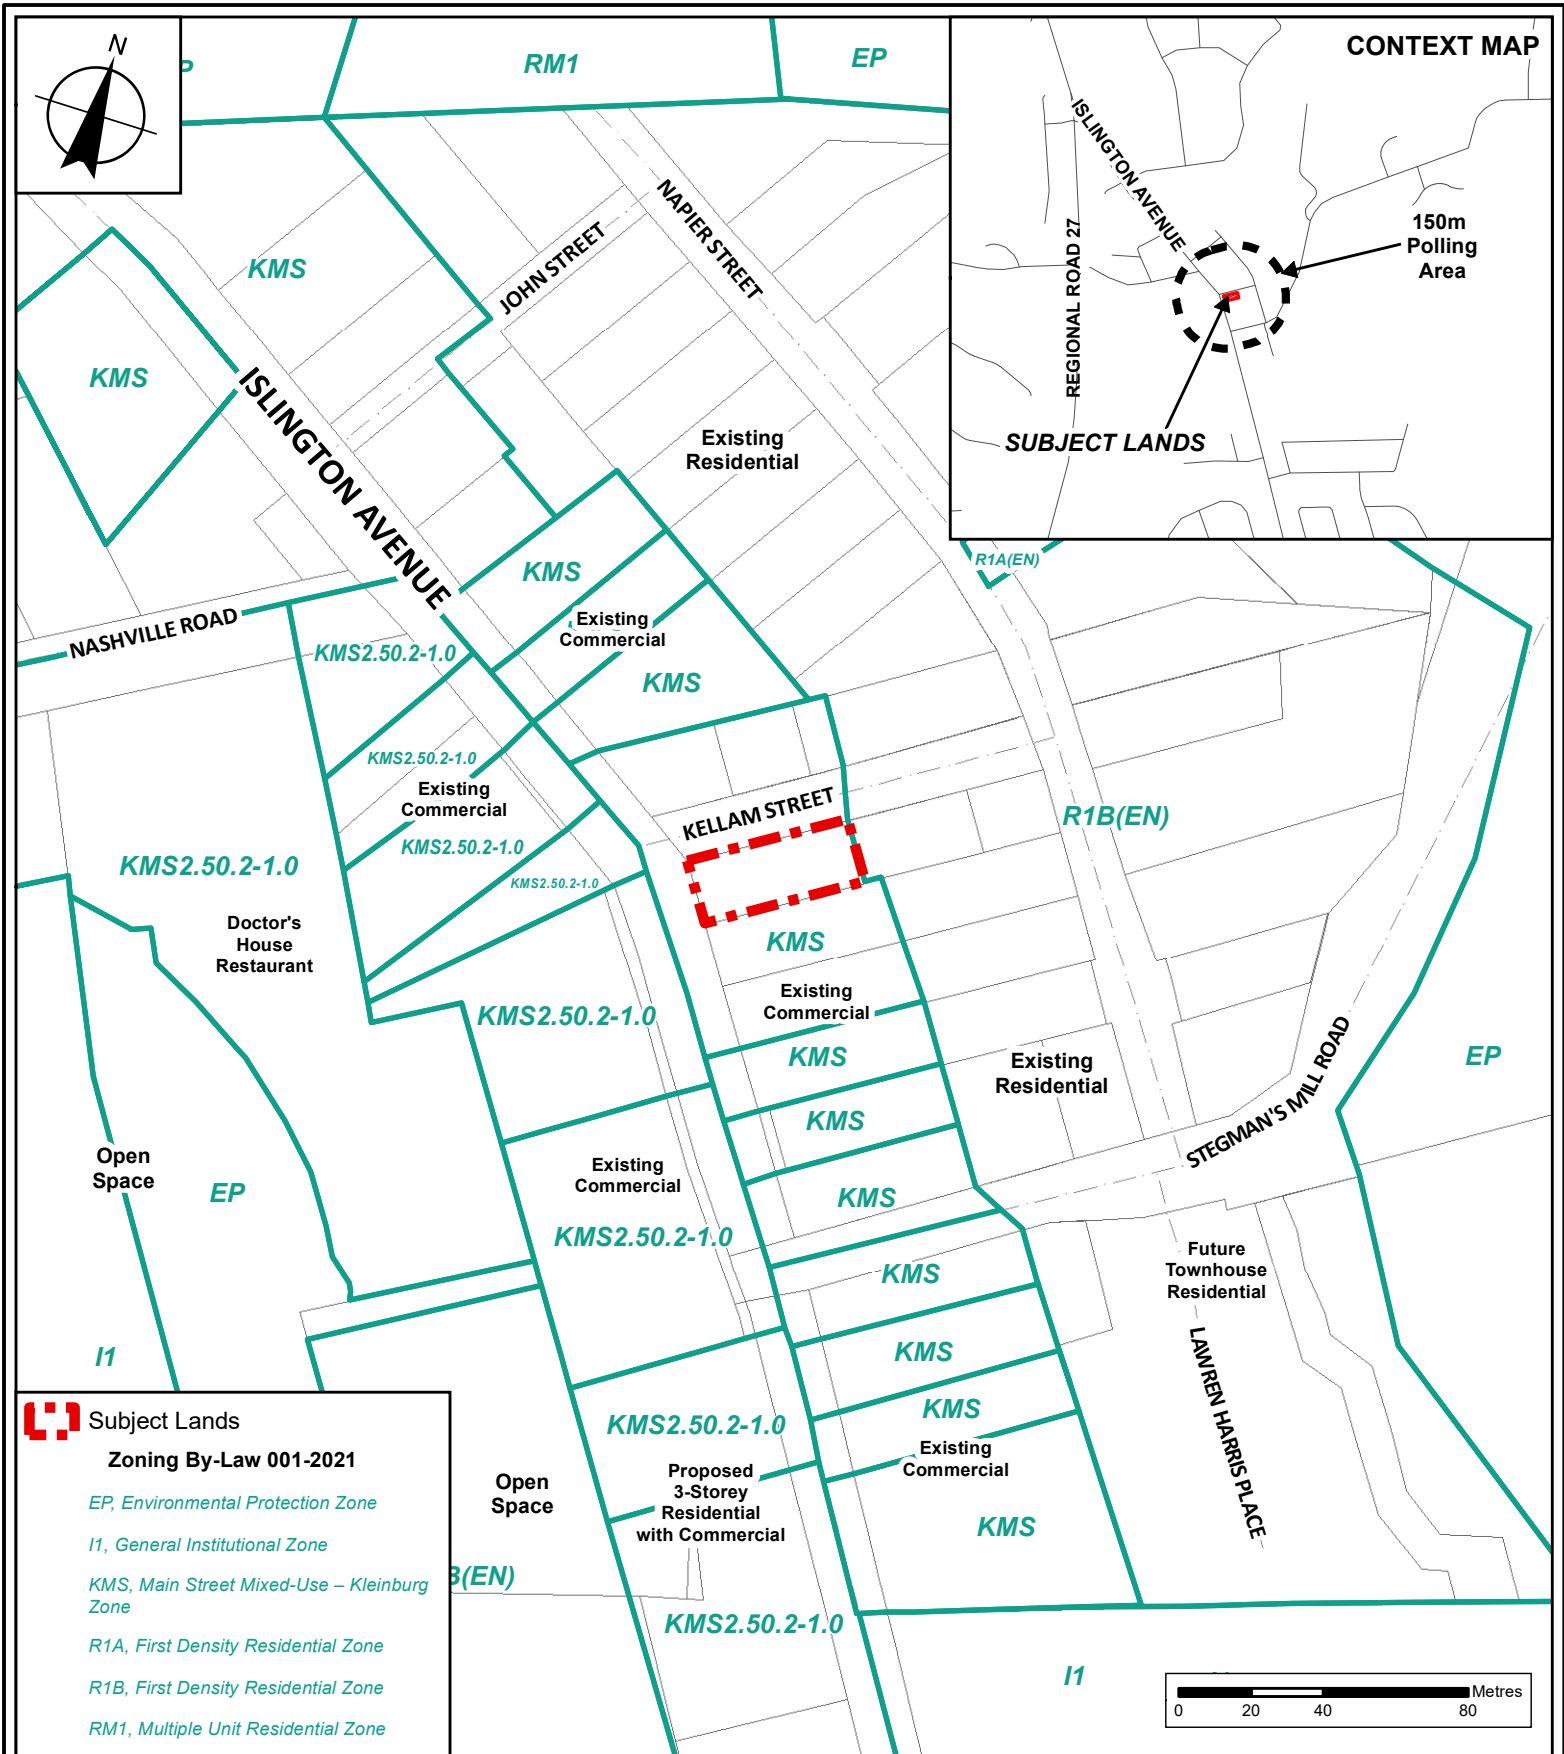 N
P
RM1
EP
CONTEXT MAP
ISLINGTON AVENUE
REGIONAL ROAD 27
150m
Polling
Area
SUBJECT LANDS
NAPIER STREET
JOHN STREET
KMS
KMS
ISLINGTON AVENUE
Existing
Residential
KMS
R1A(EN)
Existing
Commercial
NASHVILLE ROAD
KMS2.50.2-1.0
KMS
KMS2.50.2-1.0
Existing
Commercial
KELLAM STREET
R1B(EN)
KMS2.50.2-1.0
KMS2.50.2-1.0
KMS2.50.2-1.0
Doctor's
House
Restaurant
KMS
Existing
Commercial
KMS2.50.2-1.0
KMS
Existing
Residential
EP
STEGMAN'S MILL ROAD
KMS
Open
Space
EP
Existing
Commercial
KMS
KMS2.50.2-1.0
KMS
Future
Townhouse
Residential
I1
KMS
LAWREN HARRIS PLACE
KMS
KMS2.50.2-1.0
Existing
Commercial
Open
Space
Proposed
3-Storey
Residential
with Commercial
KMS
B(EN)
KMS2.50.2-1.0
I1
Subject Lands
Zoning By-Law 001-2021
EP, Environmental Protection Zone
I1, General Institutional Zone
KMS, Main Street Mixed-Use – Kleinburg
Zone
R1A, First Density Residential Zone
R1B, First Density Residential Zone
RM1, Multiple Unit Residential Zone
Metres
0 20 40 80